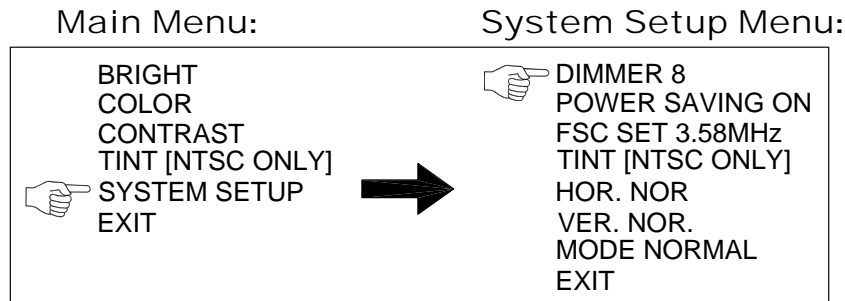 Main Menu:
BRIGHT
COLOR
CONTRAST
TINT [NTSC ONLY]
SYSTEM SETUP
EXIT
System Setup Menu:
DIMMER 8
POWER SAVING ON
FSC SET 3.58MHz
TINT [NTSC ONLY]
HOR. NOR
VER. NOR.
MODE NORMAL
EXIT